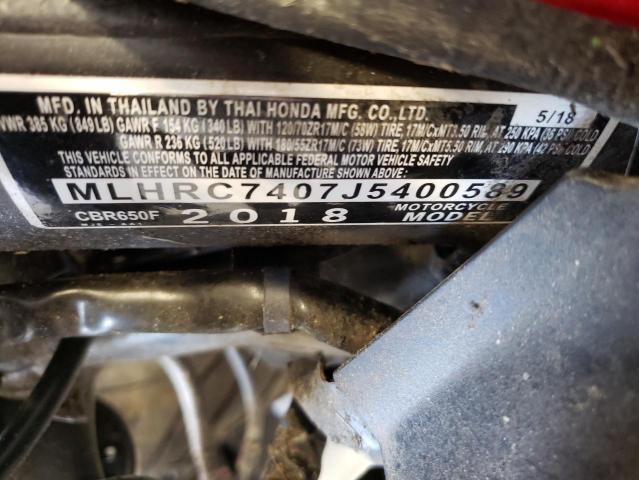 MFD. IN THAILAND BY THAI HONDA MFG. CO.,LTD. 5/18
VWR 385 KG (849 LB) GAWR F 154 KG (340 LB) WITH 120/70ZR17M/C (58W) TIRE, 17M/CxMT3.50 RIM, AT 250 KPA (36 PSI) COLD
GAWR R 236 KG (520 LB) WITH 180/55ZR17M/C (73W) TIRE, 17M/CxMT5.50 RIM, AT 290 KPA (42 PSI) COLD
THIS VEHICLE CONFORMS TO ALL APPLICABLE FEDERAL MOTOR VEHICLE SAFETY
STANDARDS IN EFFECT ON THE DATE OF MANUFACTURE SHOWN ABOVE.
MLHRC7407J5400589
CBR650F 2018 MOTORCYCLE
MODEL